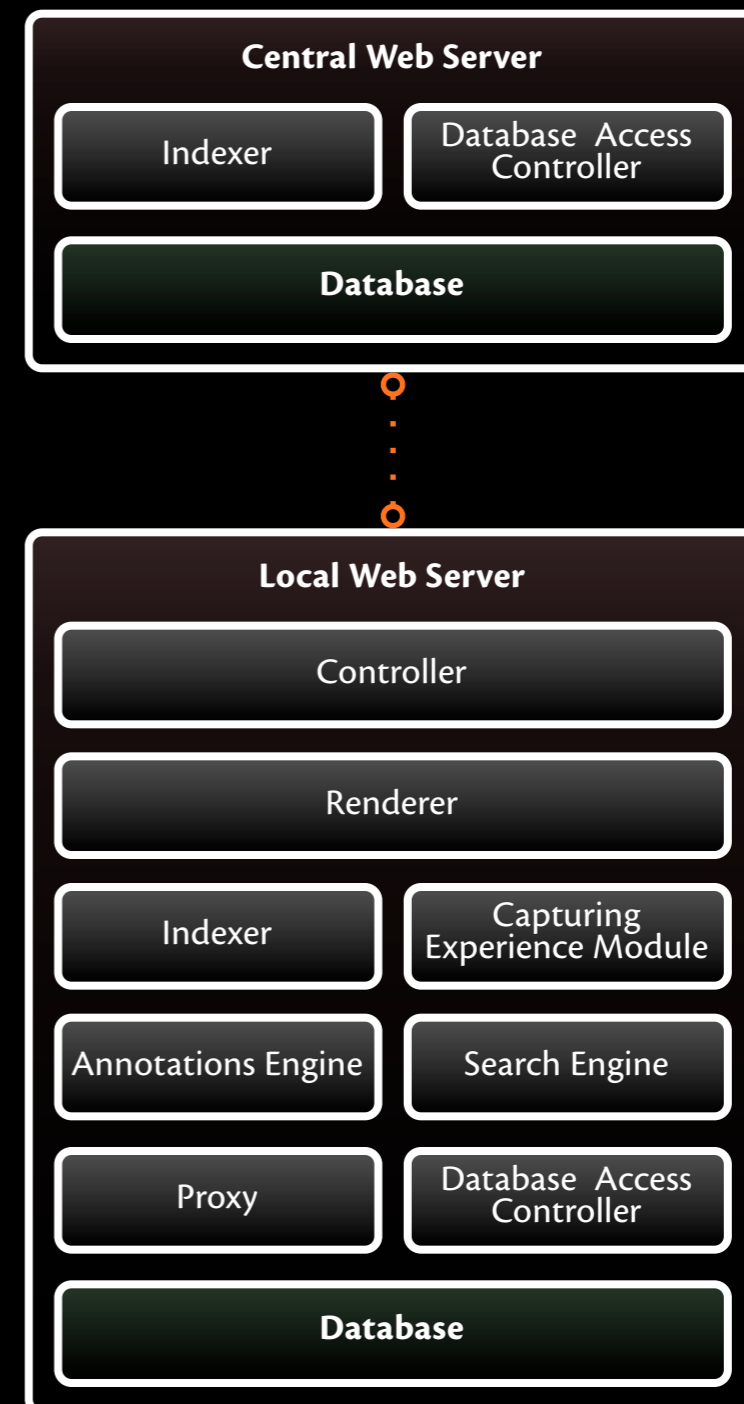 Central Web Server
Indexer
Database Access
Controller
Database
Local Web Server
Controller
Renderer
Indexer
Capturing
Experience Module
Annotations Engine
Search Engine
Proxy
Database Access
Controller
Database